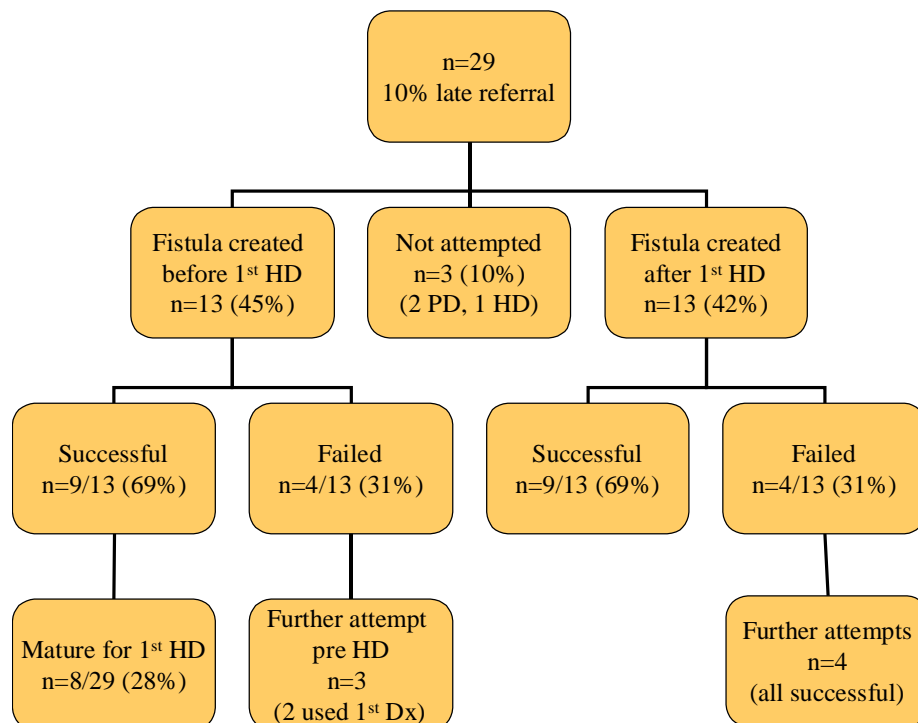 n=29
10% late referral
Fistula created
before 1st HD
n=13 (45%)
Not attempted
n=3 (10%)
(2 PD, 1 HD)
Fistula created
after 1st HD
n=13 (42%)
Successful
n=9/13 (69%)
Failed
n=4/13 (31%)
Successful
n=9/13 (69%)
Failed
n=4/13 (31%)
Mature for 1st HD
n=8/29 (28%)
Further attempt
pre HD
n=3
(2 used 1st Dx)
Further attempts
n=4
(all successful)